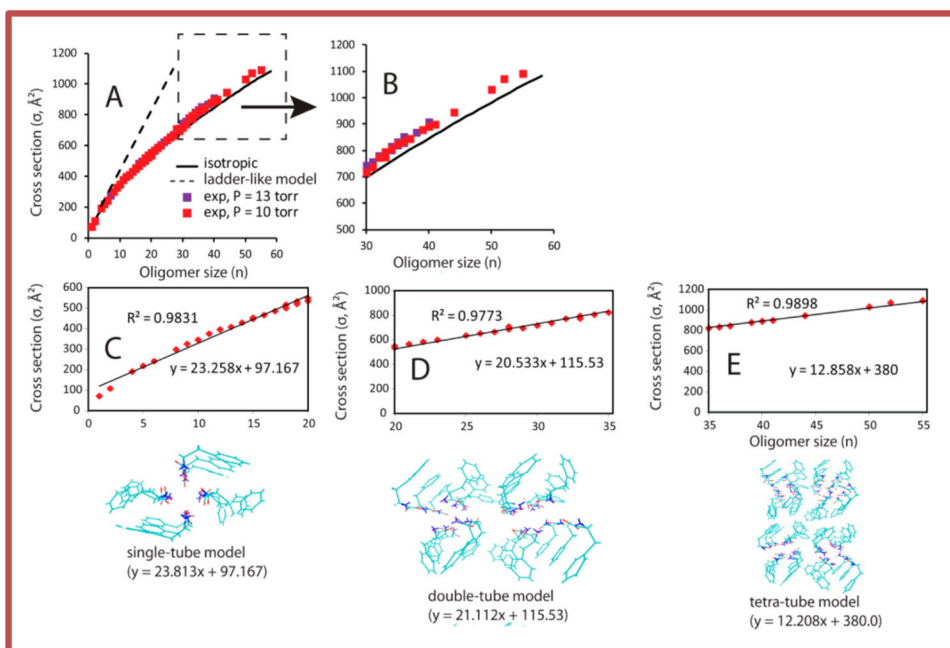 A
Cross section (σ, Å²)
1200
1000
800
600
400
200
0
0 10 20 30 40 50 60
Oligomer size (n)
isotropic
ladder-like model
exp, P = 13 torr
exp, P = 10 torr
B
Cross section (σ, Å²)
1200
1100
1000
900
800
700
600
500
30 40 50 60
Oligomer size (n)
C
Cross section (σ, Å²)
600
500
400
300
200
100
0
0 5 10 15 20
R² = 0.9831
y = 23.258x + 97.167
single-tube model
(y = 23.813x + 97.167)
D
Cross section (σ, Å²)
1000
800
600
400
200
0
20 25 30 35
R² = 0.9773
y = 20.533x + 115.53
double-tube model
(y = 21.112x + 115.53)
E
Cross section (σ, Å²)
1200
1000
800
600
400
200
0
35 40 45 50 55
Oligomer size (n)
R² = 0.9898
y = 12.858x + 380
tetra-tube model
(y = 12.208x + 380.0)